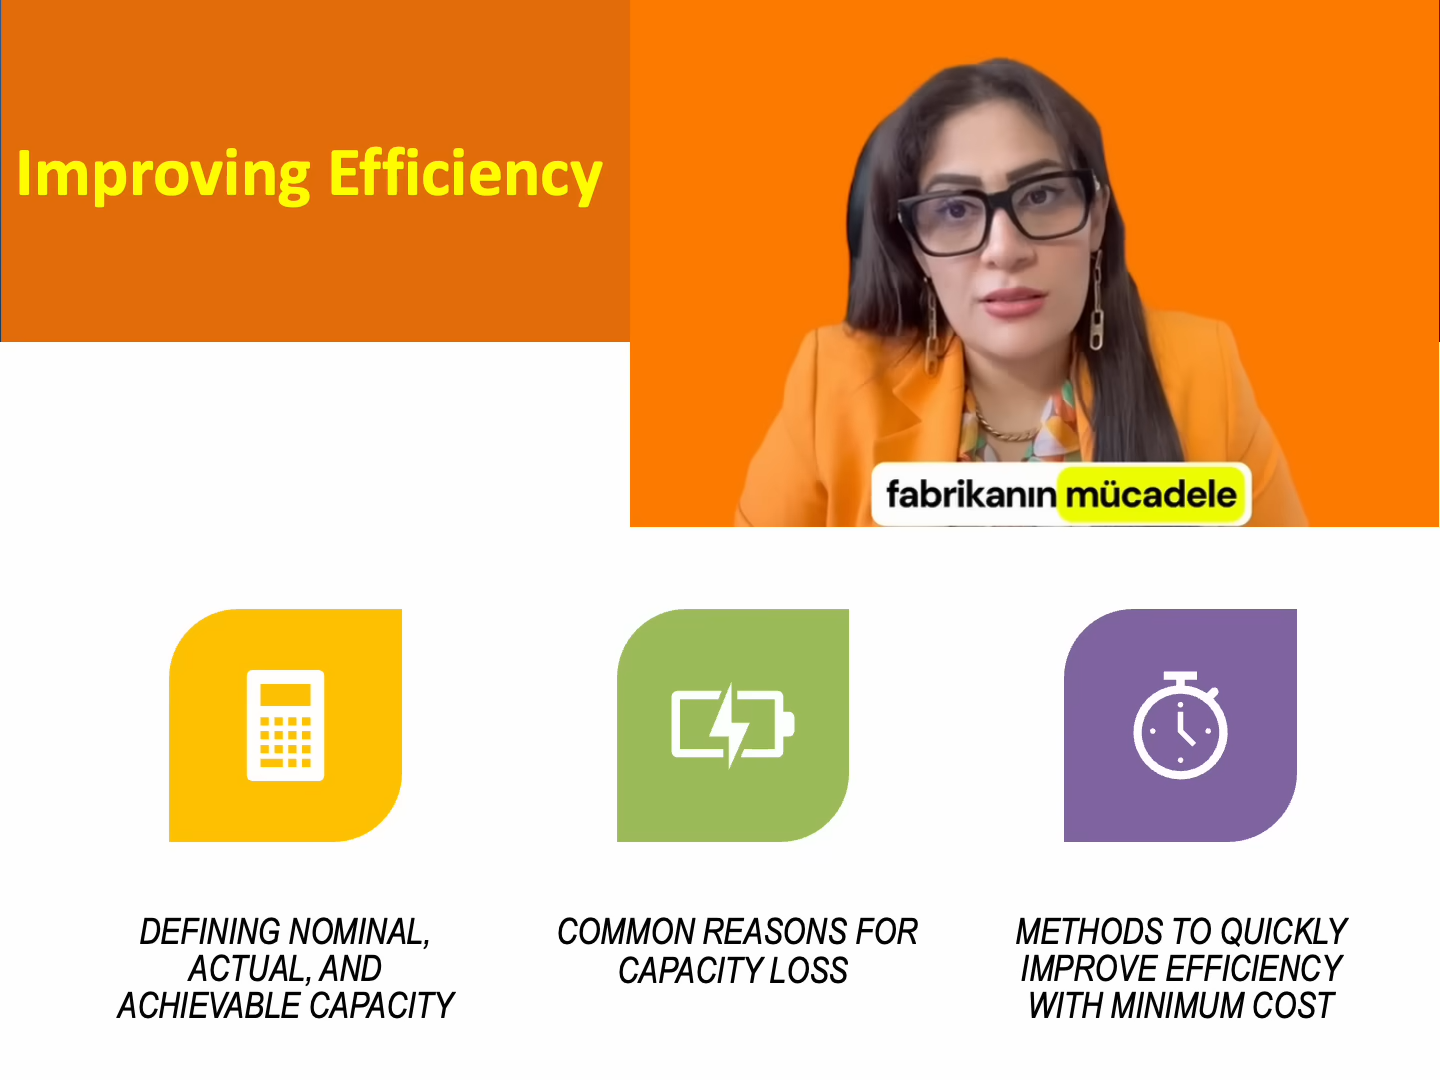 Improving Efficiency
fabrikanın mücadele
DEFINING NOMINAL,
ACTUAL, AND
ACHIEVABLE CAPACITY
COMMON REASONS FOR
CAPACITY LOSS
METHODS TO QUICKLY
IMPROVE EFFICIENCY
WITH MINIMUM COST